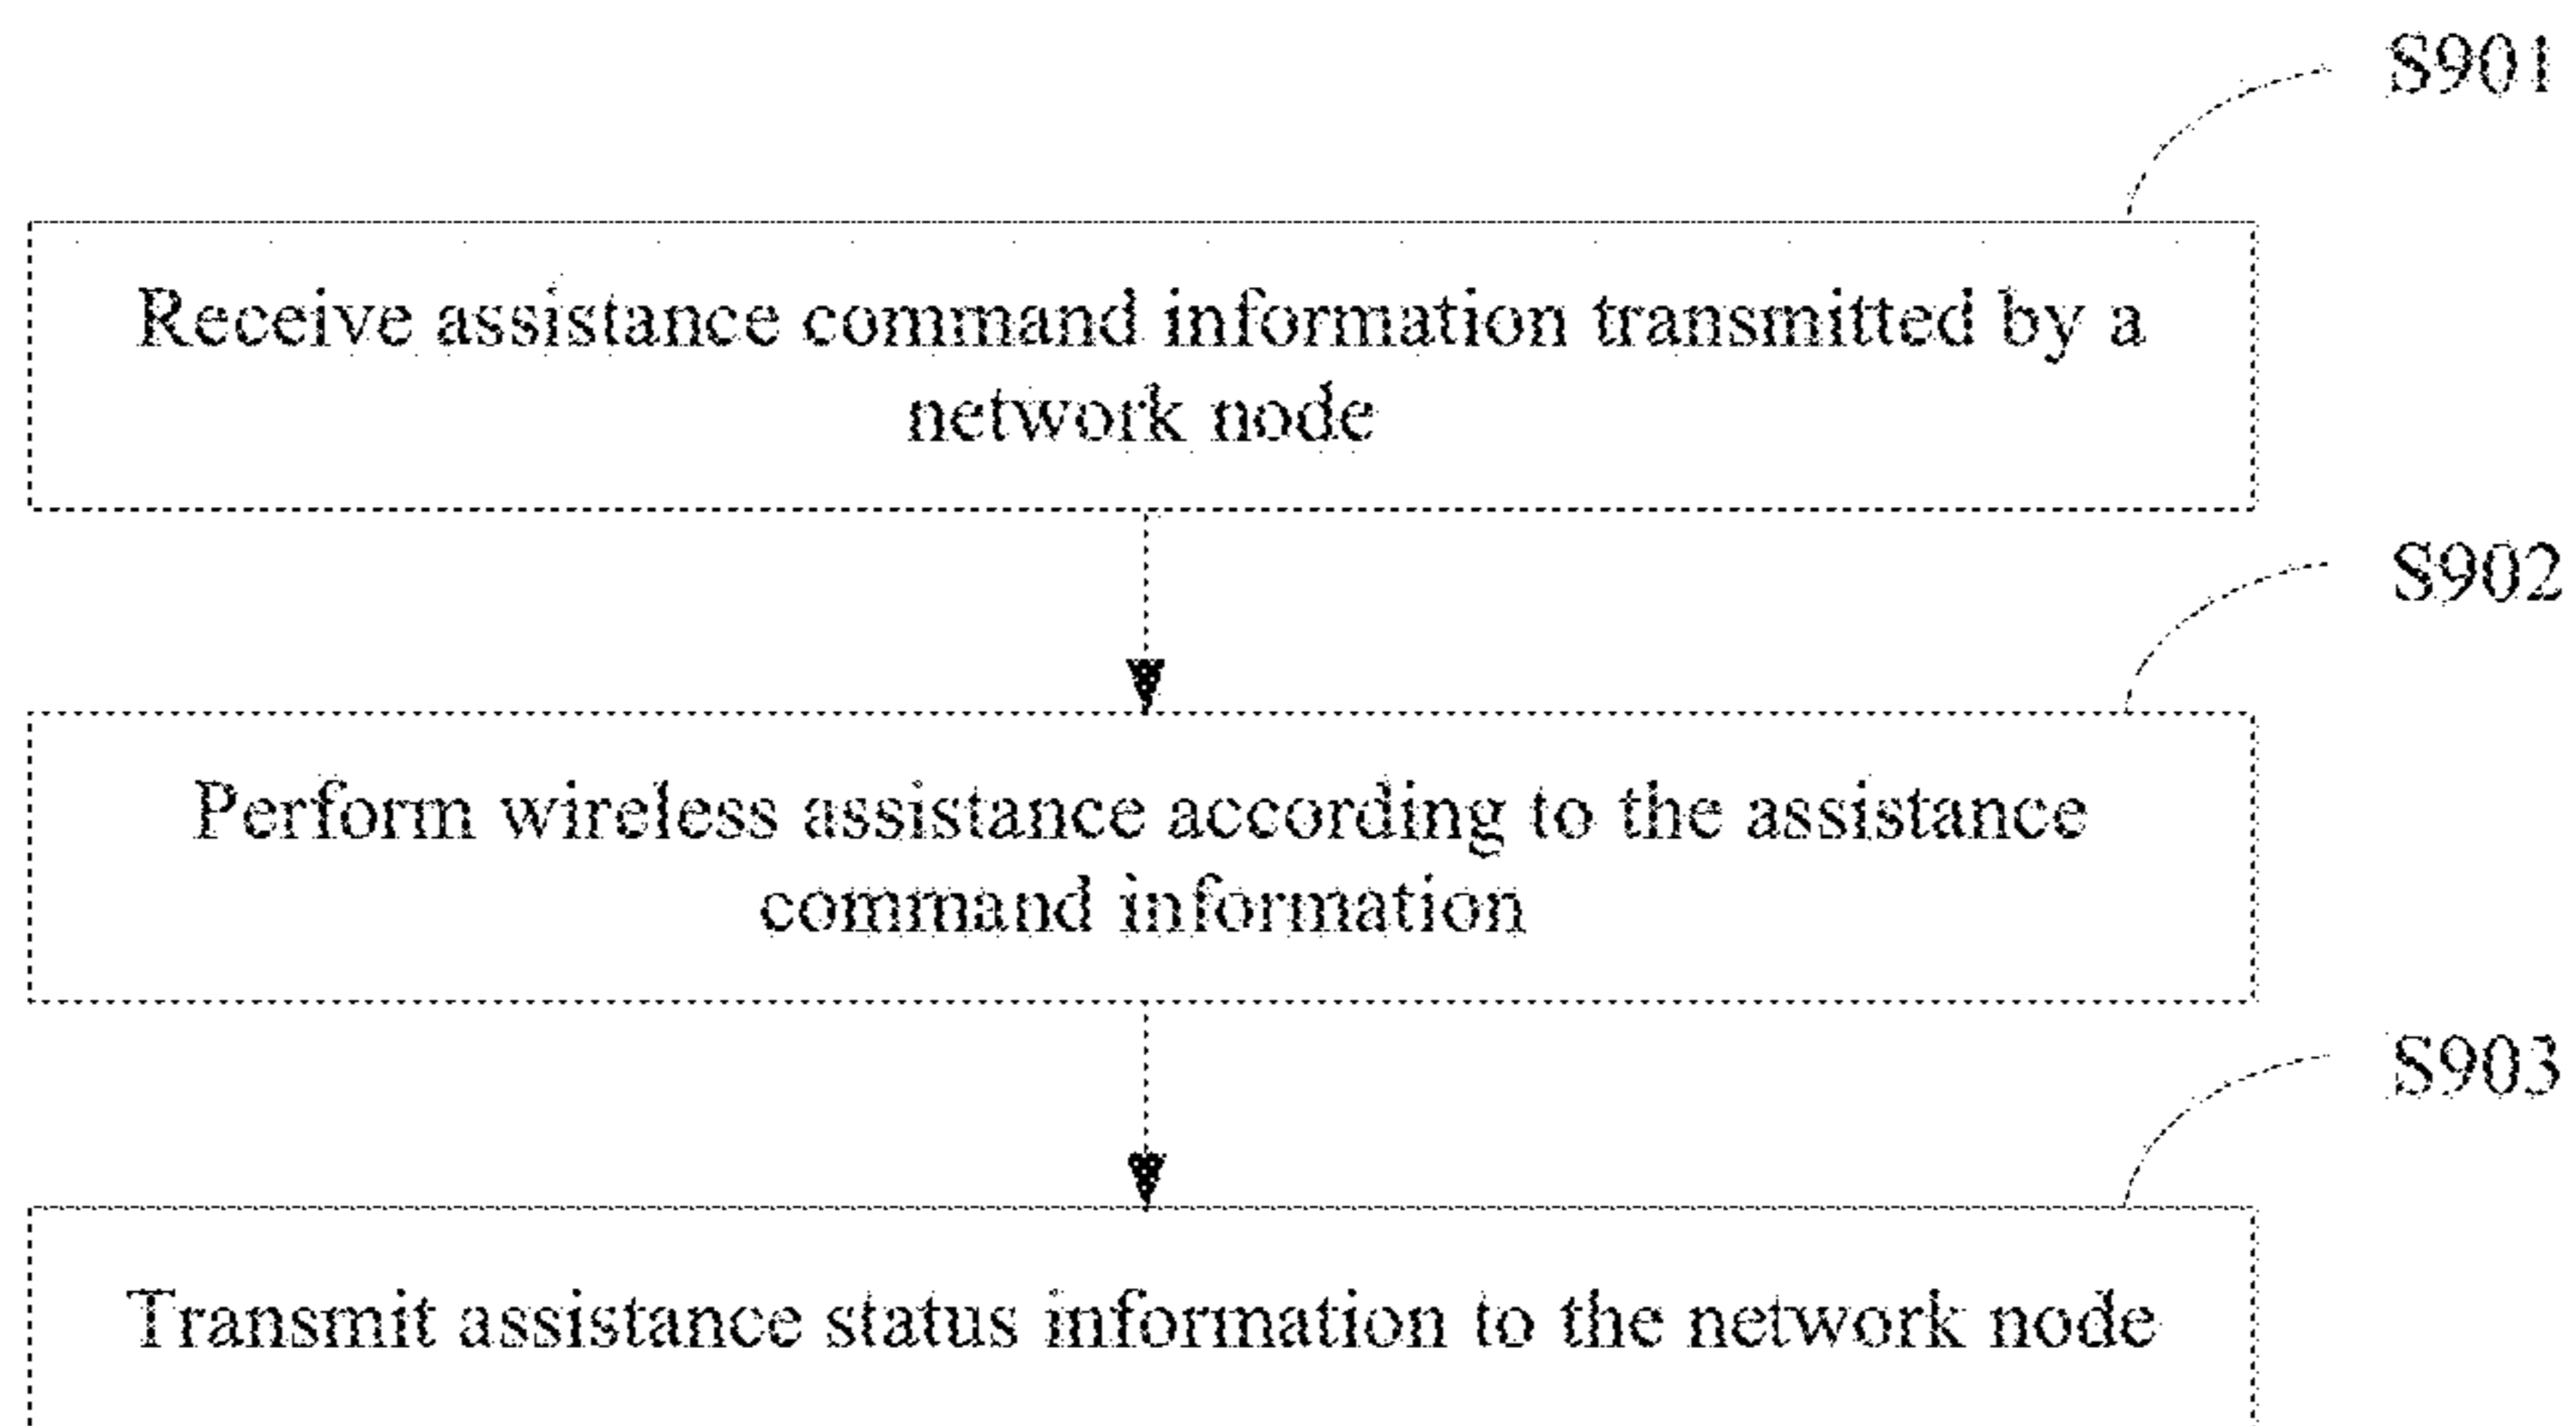 S901
Receive assistance command information transmitted by a
network node
S902
Perform wireless assistance according to the assistance
command information
S903
Transmit assistance status information to the network node